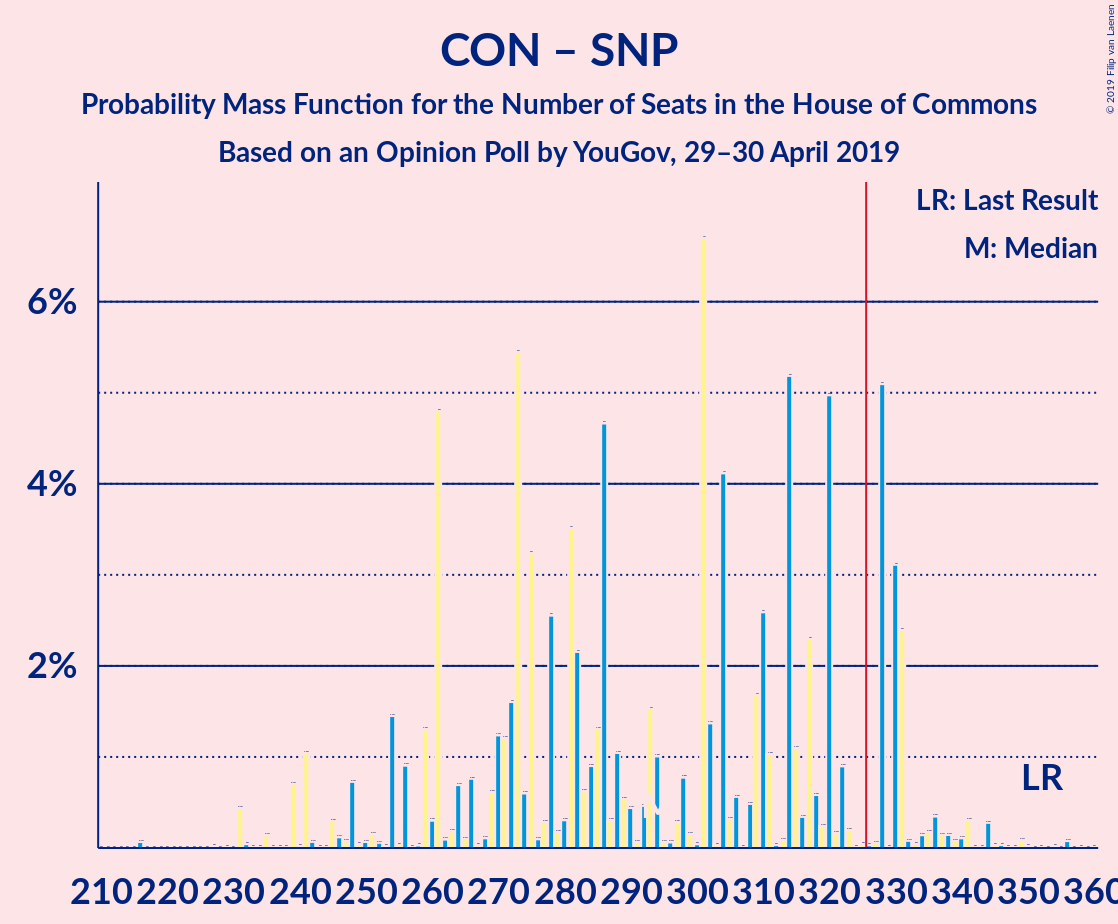 CON – SNP
Probability Mass Function for the Number of Seats in the House of Commons
Based on an Opinion Poll by YouGov, 29–30 April 2019
© 2019 Filip van Laenen
LR: Last Result
M: Median
6%
4%
2%
LR
210 220 230 240 250 260 270 280 290 300 310 320 330 340 350 360